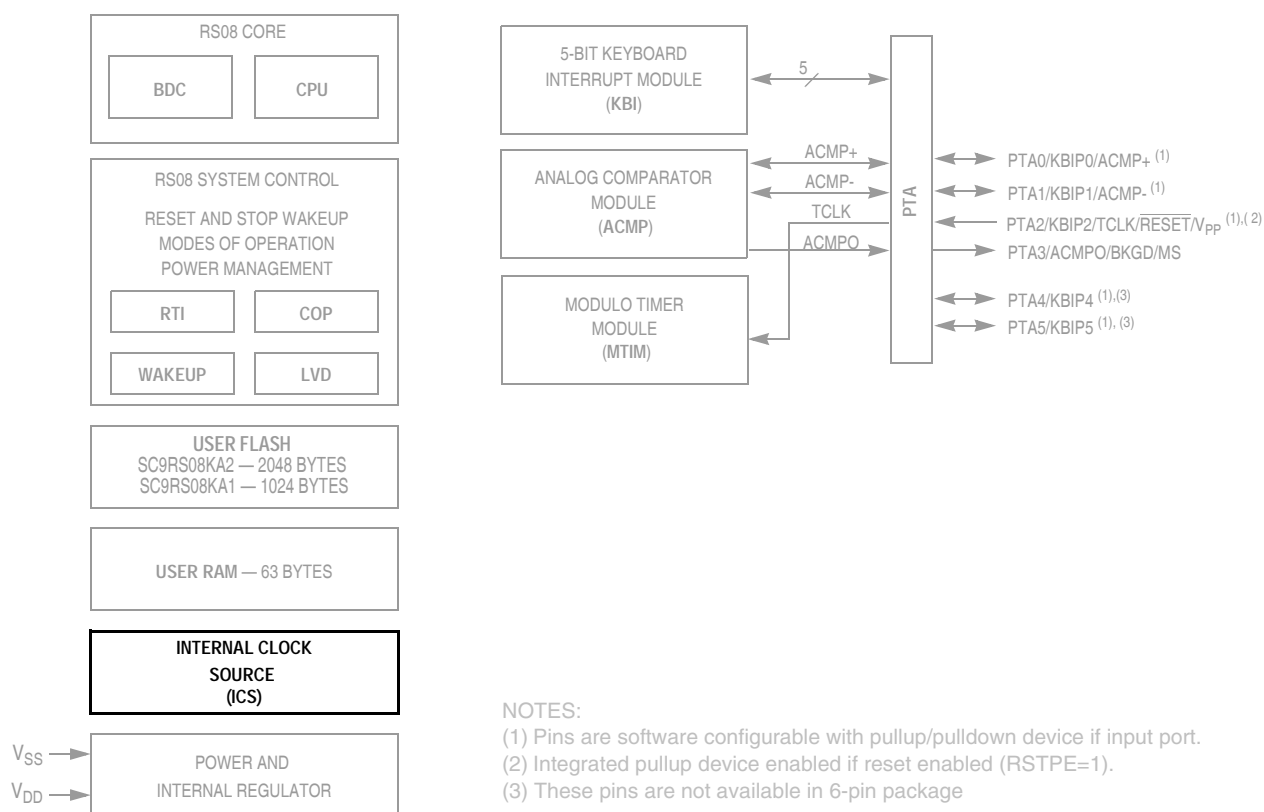 RS08 CORE
BDC
CPU
RS08 SYSTEM CONTROL
RESET AND STOP WAKEUP
MODES OF OPERATION
POWER MANAGEMENT
RTI
COP
WAKEUP
LVD
USER FLASH
SC9RS08KA2 — 2048 BYTES
SC9RS08KA1 — 1024 BYTES
USER RAM — 63 BYTES
INTERNAL CLOCK
SOURCE
(ICS)
VSS
VDD
POWER AND
INTERNAL REGULATOR
5-BIT KEYBOARD
INTERRUPT MODULE
(KBI)
5
ANALOG COMPARATOR
MODULE
(ACMP)
ACMP+
ACMP-
TCLK
ACMPO
MODULO TIMER
MODULE
(MTIM)
PTA
PTA0/KBIP0/ACMP+ (1)
PTA1/KBIP1/ACMP- (1)
PTA2/KBIP2/TCLK/RESET/VPP (1),( 2)
PTA3/ACMPO/BKGD/MS
PTA4/KBIP4 (1),(3)
PTA5/KBIP5 (1), (3)
NOTES:
(1) Pins are software configurable with pullup/pulldown device if input port.
(2) Integrated pullup device enabled if reset enabled (RSTPE=1).
(3) These pins are not available in 6-pin package